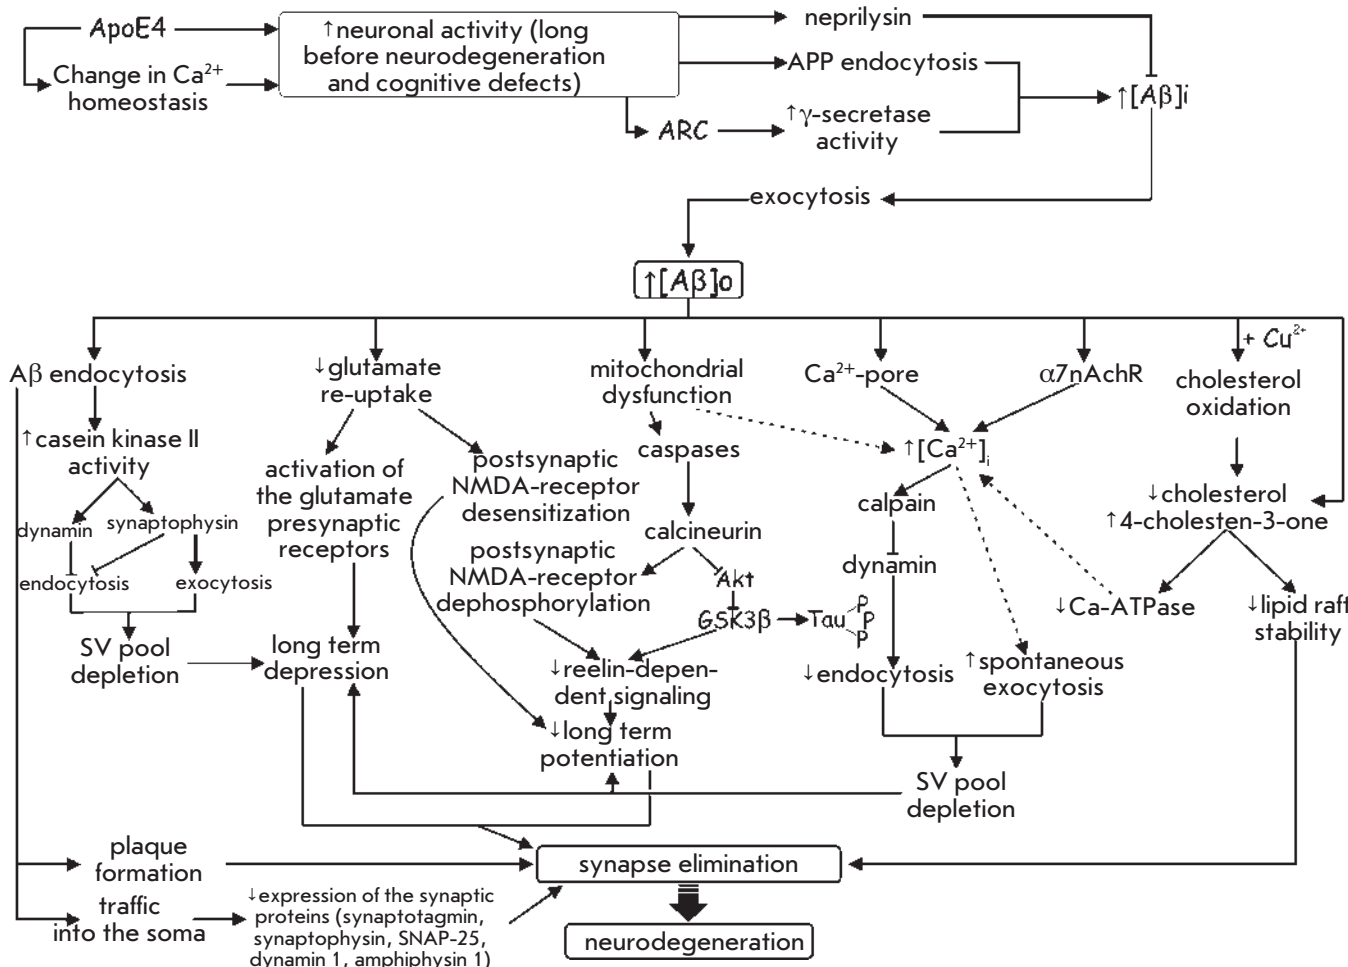 ApoE4
Change in Ca²⁺
homeostasis
↑neuronal activity (long
before neurodegeneration
and cognitive defects)
neprilysin
APP endocytosis
ARC
↑γ-secretase
activity
↑[Aβ]i
exocytosis
↑[Aβ]o
Aβ endocytosis
↑casein kinase II
activity
dynamin
synaptophysin
endocytosis
exocytosis
SV pool
depletion
↓glutamate
re-uptake
activation of
the glutamate
presynaptic
receptors
long term
depression
postsynaptic
NMDA-receptor
desensitization
mitochondrial
dysfunction
caspases
calcineurin
postsynaptic
NMDA-receptor
dephosphorylation
Akt
GSK3β
Tau
P
P
P
↓reelin-depen-
dent signaling
↓long term
potentiation
Ca²⁺-pore
α7nAchR
↑[Ca²⁺]i
calpain
dynamin
↓endocytosis
↑spontaneous
exocytosis
SV pool
depletion
+ Cu²⁺
cholesterol
oxidation
↓cholesterol
↑4-cholesten-3-one
↓Ca-ATPase
↓lipid raft
stability
plaque
formation
traffic
into the soma
↓expression of the synaptic
proteins (synaptotagmin,
synaptophysin, SNAP-25,
dynamin 1, amphiphysin 1)
synapse elimination
neurodegeneration